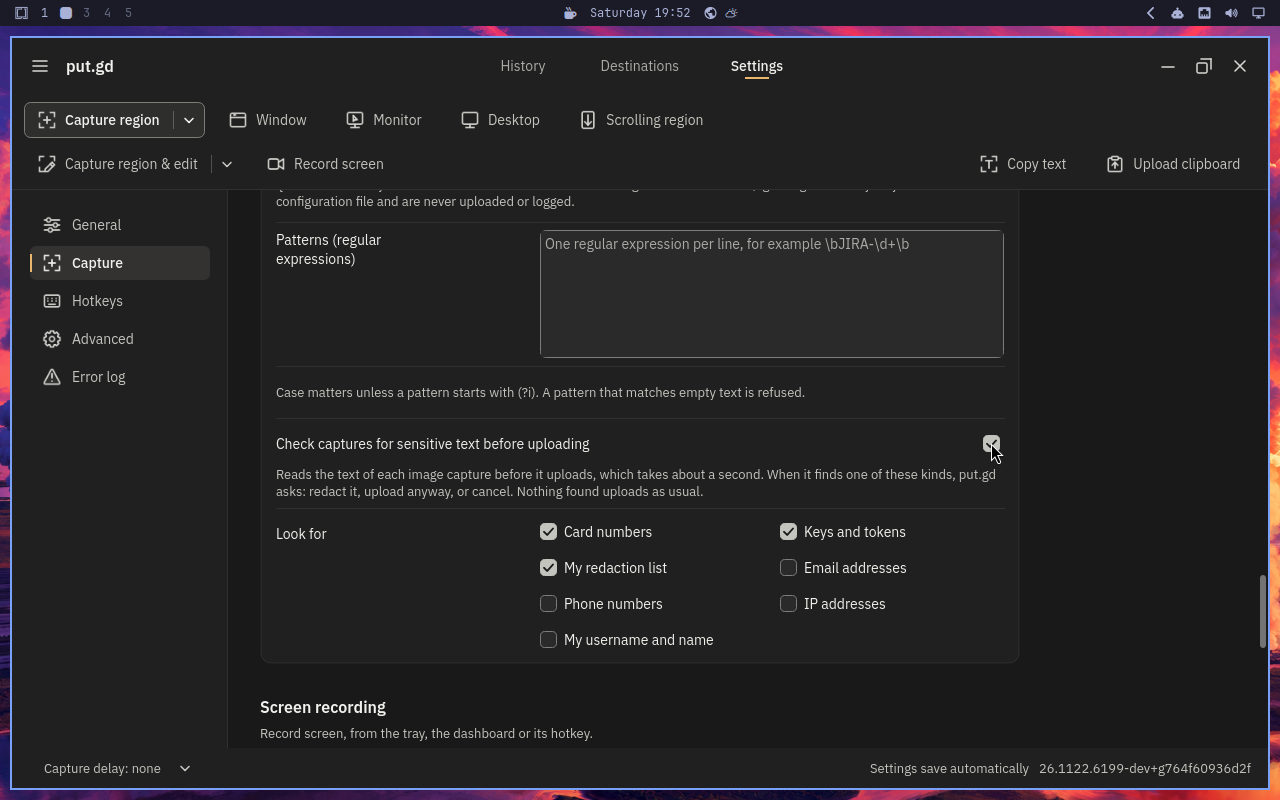 1 3 4 5
Saturday 19:52
put.gd
History Destinations Settings
Capture region Window Monitor Desktop Scrolling region
Capture region & edit Record screen Copy text Upload clipboard
General
Capture
Hotkeys
Advanced
Error log
configuration file and are never uploaded or logged.
Patterns (regular
expressions)
One regular expression per line, for example \bJIRA-\d+\b
Case matters unless a pattern starts with (?i). A pattern that matches empty text is refused.
Check captures for sensitive text before uploading
Reads the text of each image capture before it uploads, which takes about a second. When it finds one of these kinds, put.gd
asks: redact it, upload anyway, or cancel. Nothing found uploads as usual.
Look for
Card numbers Keys and tokens
My redaction list Email addresses
Phone numbers IP addresses
My username and name
Screen recording
Record screen, from the tray, the dashboard or its hotkey.
Capture delay: none
Settings save automatically 26.1122.6199-dev+g764f60936d2f